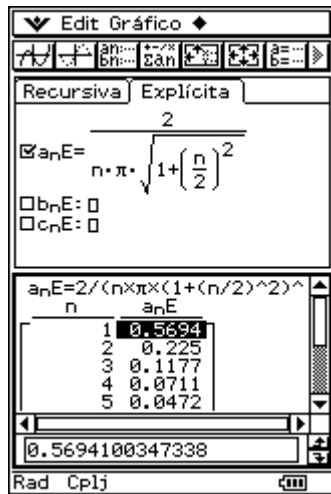 Edit Gráfico
Recursiva Explícita
aₙE= 2 / n·π·√1+(n/2)²
bₙE:
cₙE:
aₙE=2/(n×π×(1+(n/2)^2)^
n aₙE
1 0.5694
2 0.225
3 0.1177
4 0.0711
5 0.0472
0.5694100347338
Rad Cplj